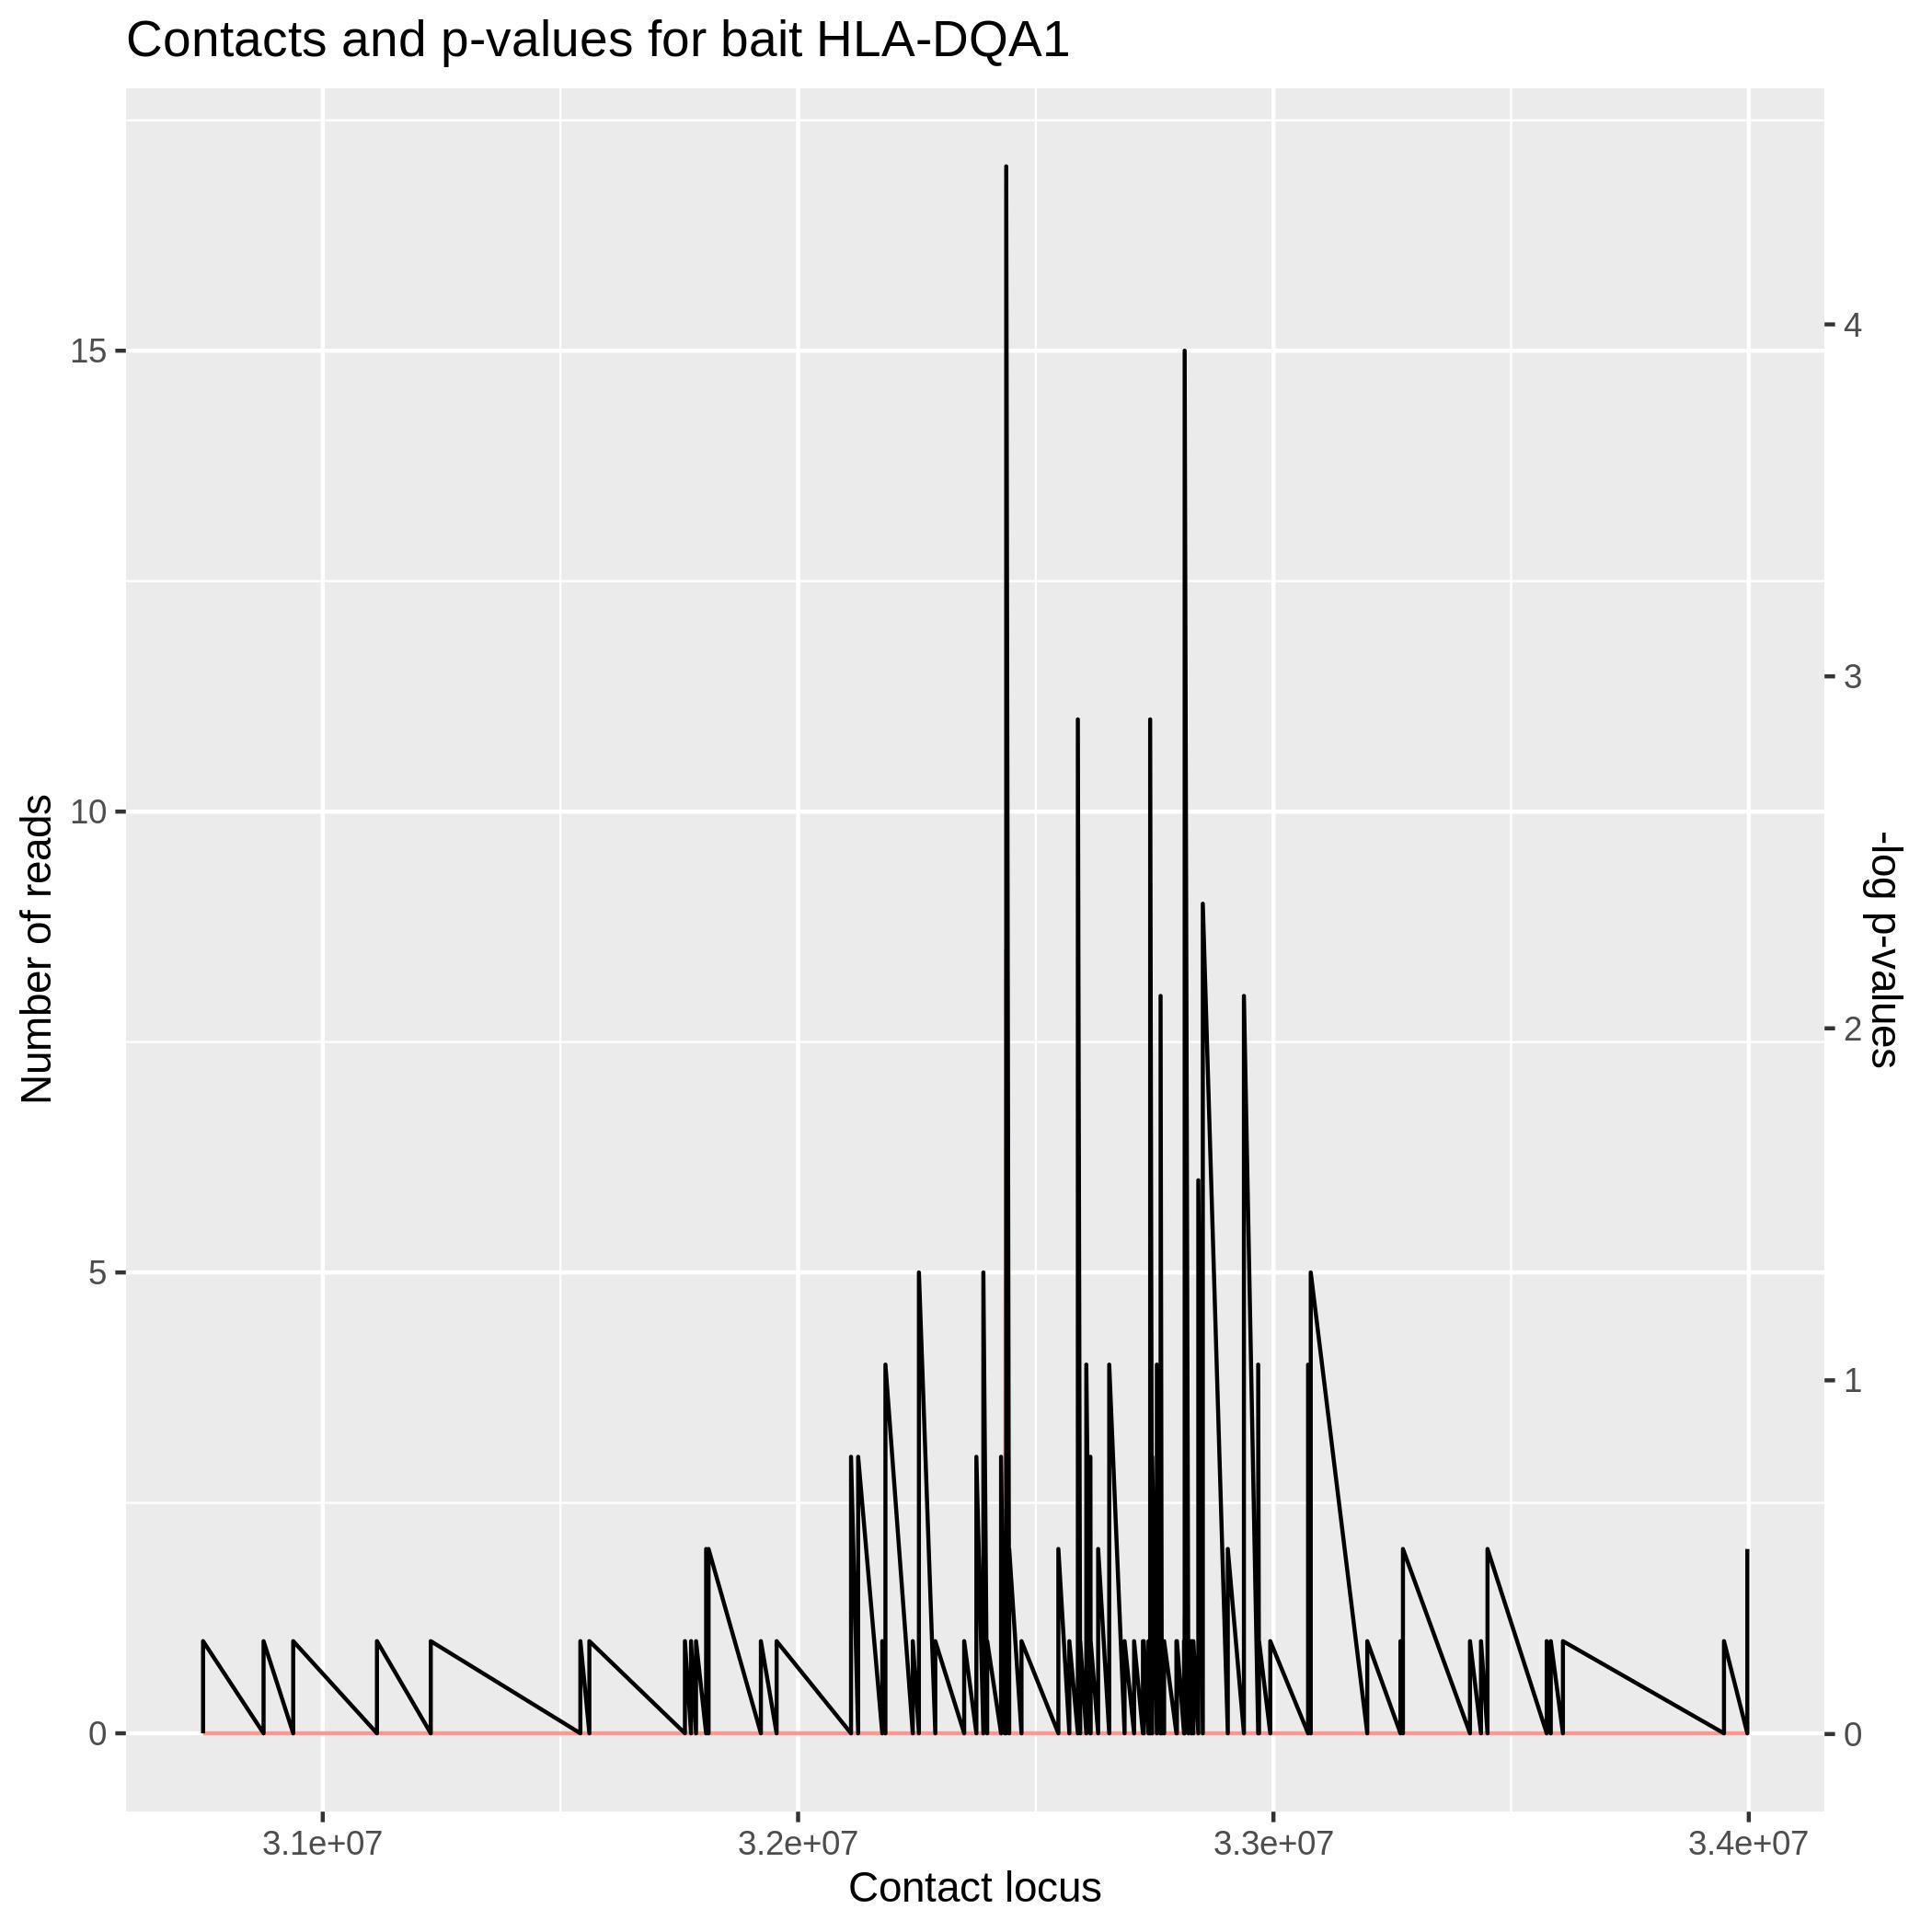 Contacts and p-values for bait HLA-DQA1
Number of reads
15
10
5
0
4
3
2
1
0
-log p-values
3.1e+07 3.2e+07 3.3e+07 3.4e+07
Contact locus